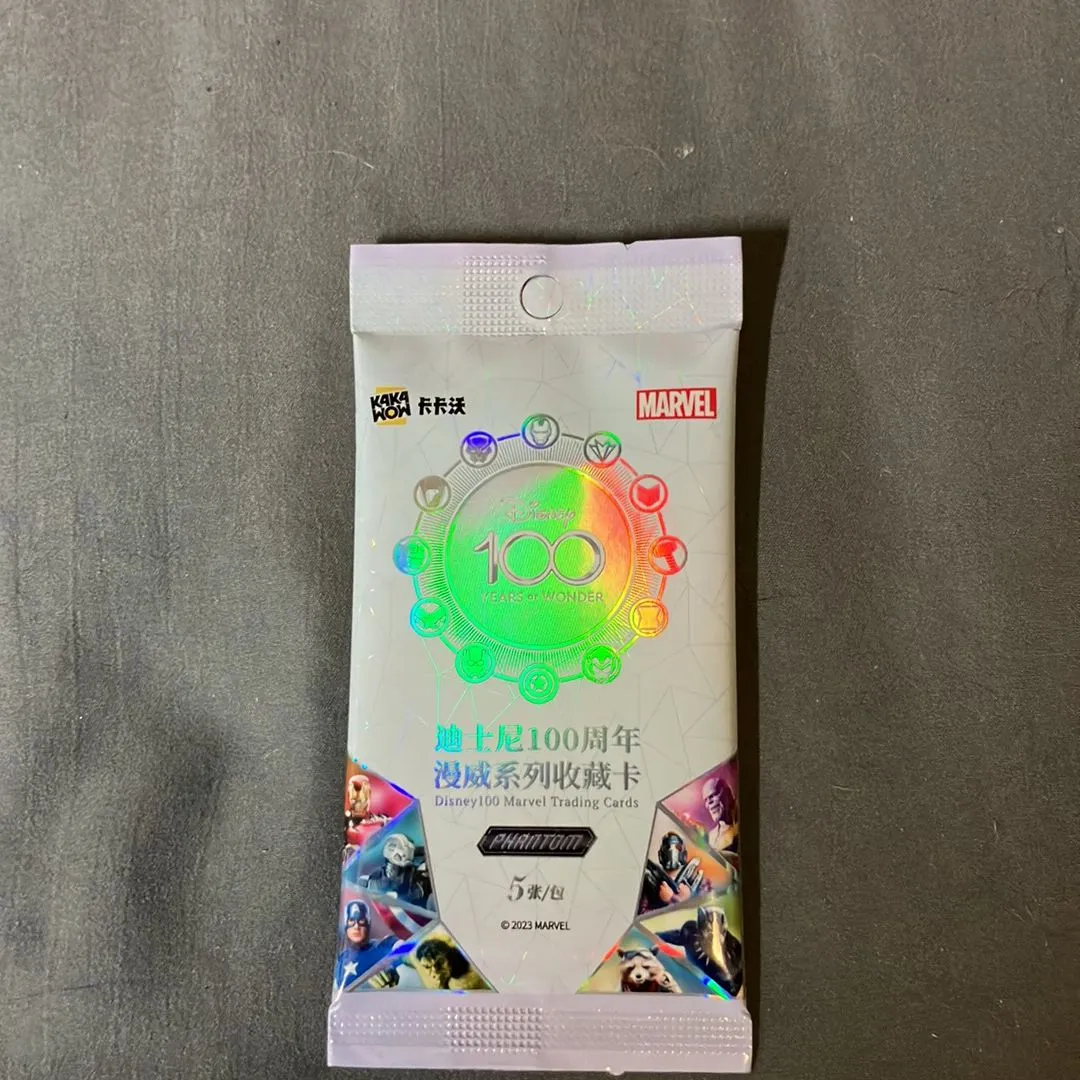 KAKA WOW 卡卡沃
MARVEL
Disney
100
YEARS OF WONDER
迪士尼100周年
漫威系列收藏卡
Disney100 Marvel Trading Cards
PHANTOM
5张/包
© 2023 MARVEL